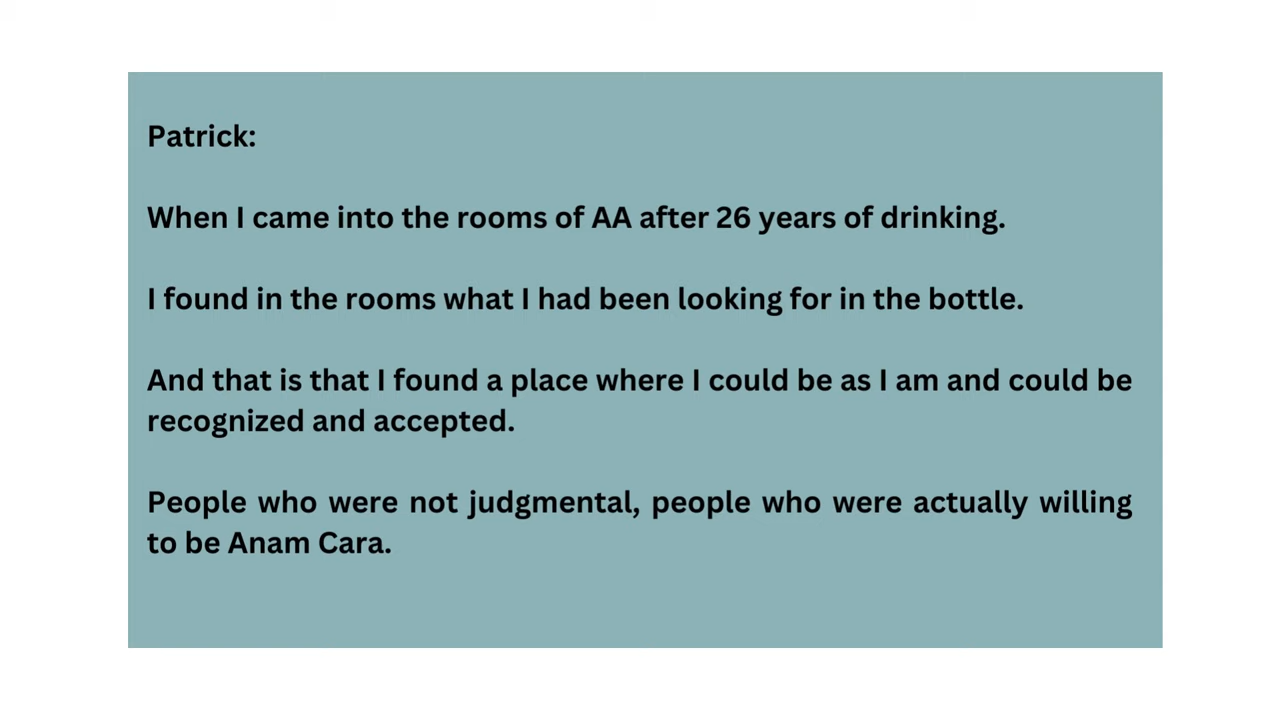 Patrick:
When I came into the rooms of AA after 26 years of drinking.
I found in the rooms what I had been looking for in the bottle.
And that is that I found a place where I could be as I am and could be
recognized and accepted.
People who were not judgmental, people who were actually willing
to be Anam Cara.